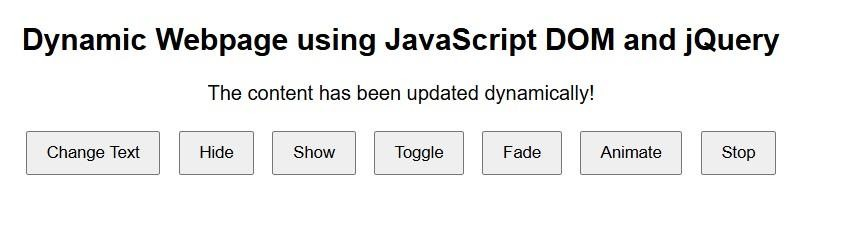 Dynamic Webpage using JavaScript DOM and jQuery
The content has been updated dynamically!
Change Text Hide Show Toggle Fade Animate Stop